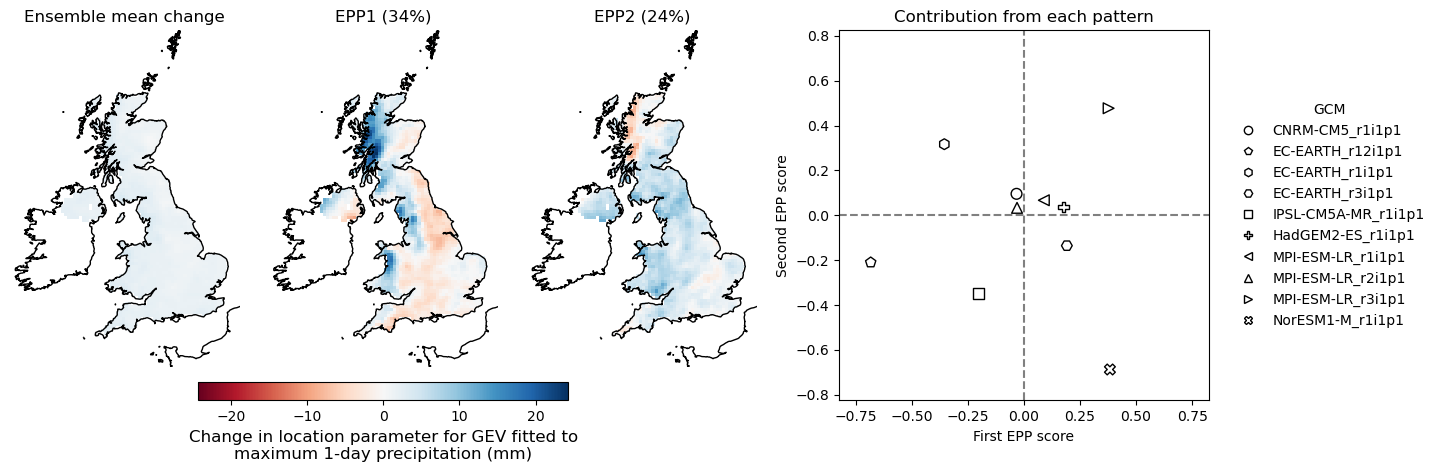 Ensemble mean change
EPP1 (34%)
EPP2 (24%)
−20
−10
0
10
20
Change in location parameter for GEV fitted to
maximum 1-day precipitation (mm)
Contribution from each pattern
Second EPP score
0.8
0.6
0.4
0.2
0.0
−0.2
−0.4
−0.6
−0.8
−0.75
−0.50
−0.25
0.00
0.25
0.50
0.75
First EPP score
GCM
CNRM-CM5_r1i1p1
EC-EARTH_r12i1p1
EC-EARTH_r1i1p1
EC-EARTH_r3i1p1
IPSL-CM5A-MR_r1i1p1
HadGEM2-ES_r1i1p1
MPI-ESM-LR_r1i1p1
MPI-ESM-LR_r2i1p1
MPI-ESM-LR_r3i1p1
NorESM1-M_r1i1p1